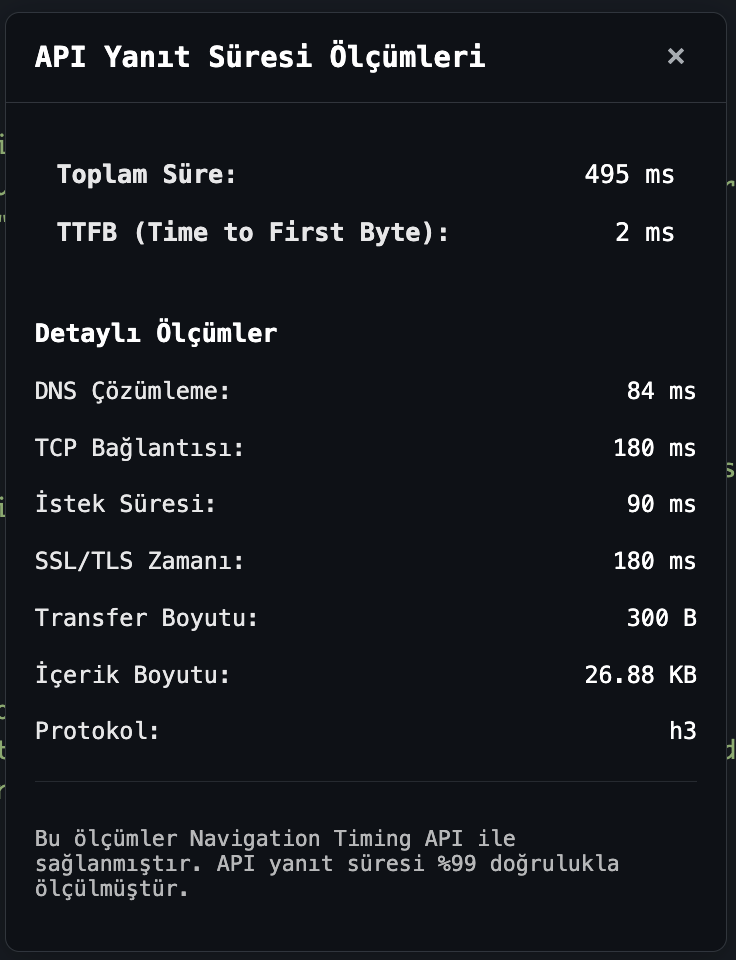 API Yanıt Süresi Ölçümleri ×
Toplam Süre: 495 ms
TTFB (Time to First Byte): 2 ms
Detaylı Ölçümler
DNS Çözümleme: 84 ms
TCP Bağlantısı: 180 ms
İstek Süresi: 90 ms
SSL/TLS Zamanı: 180 ms
Transfer Boyutu: 300 B
İçerik Boyutu: 26.88 KB
Protokol: h3
Bu ölçümler Navigation Timing API ile
sağlanmıştır. API yanıt süresi %99 doğrulukla
ölçülmüştür.